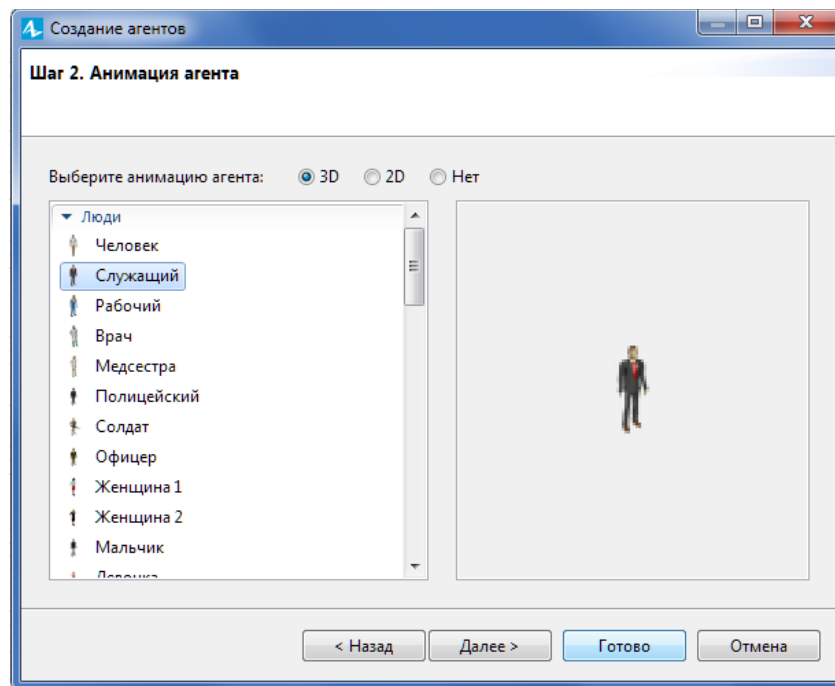 Создание агентов
Шаг 2. Анимация агента
Выберите анимацию агента: 3D 2D Нет
Люди
Человек
Служащий
Рабочий
Врач
Медсестра
Полицейский
Солдат
Офицер
Женщина 1
Женщина 2
Мальчик
< Назад Далее > Готово Отмена